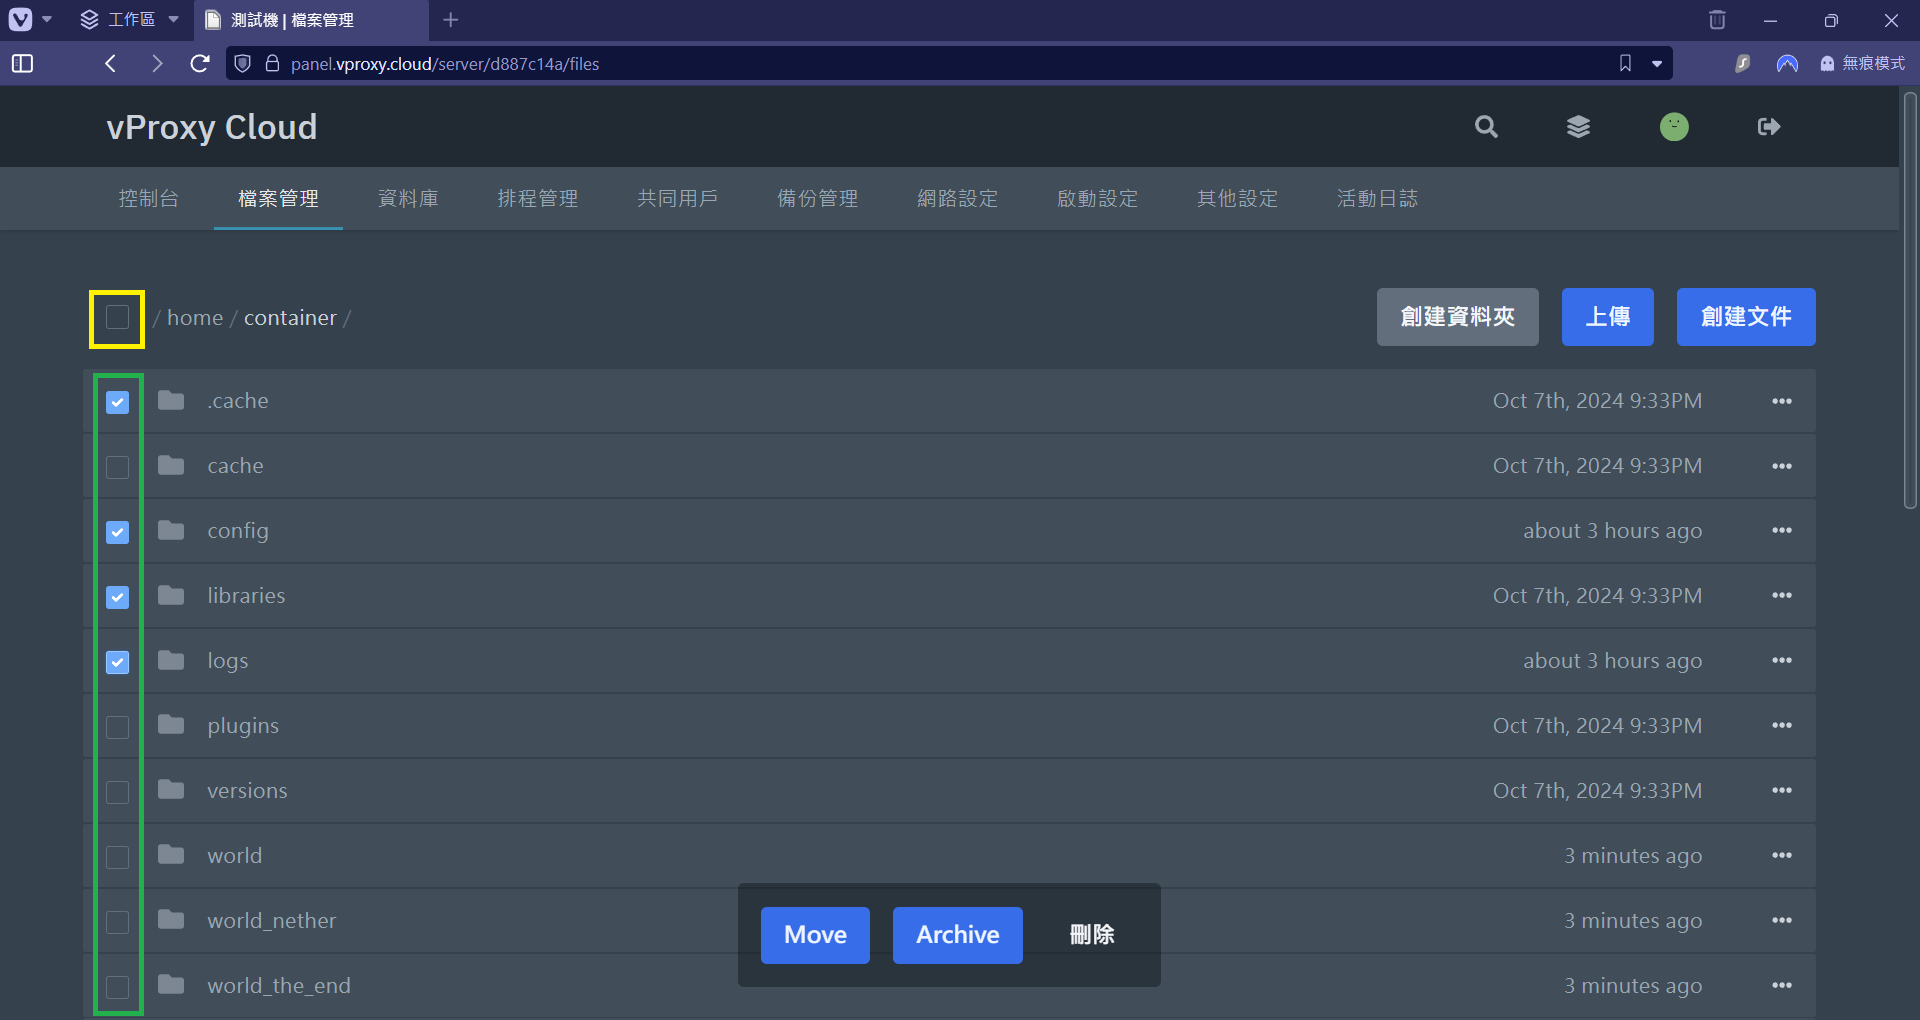 工作區
測試機 | 檔案管理
panel.vproxy.cloud/server/d887c14a/files
無痕模式
vProxy Cloud
控制台 檔案管理 資料庫 排程管理 共同用戶 備份管理 網路設定 啟動設定 其他設定 活動日誌
/ home / container /
創建資料夾 上傳 創建文件
.cache Oct 7th, 2024 9:33PM
cache Oct 7th, 2024 9:33PM
config about 3 hours ago
libraries Oct 7th, 2024 9:33PM
logs about 3 hours ago
plugins Oct 7th, 2024 9:33PM
versions Oct 7th, 2024 9:33PM
world 3 minutes ago
world_nether 3 minutes ago
world_the_end 3 minutes ago
Move Archive 刪除